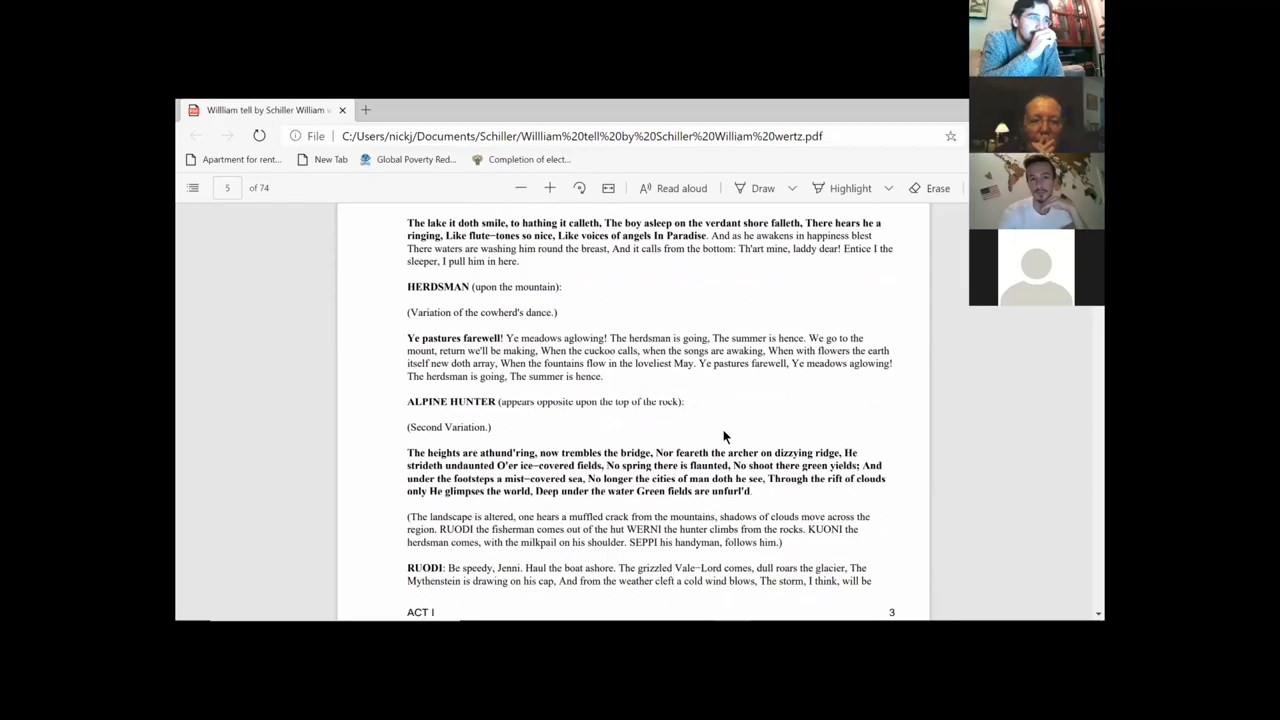 Willliam tell by Schiller William w
File C:/Users/nickj/Documents/Schiller/Willliam%20tell%20by%20Schiller%20William%20wertz.pdf
Apartment for rent... New Tab Global Poverty Red... Completion of elect...
5 of 74 Read aloud Draw Highlight Erase
The lake it doth smile, to hathing it calleth, The boy asleep on the verdant shore falleth, There hears he a
ringing, Like flute−tones so nice, Like voices of angels In Paradise. And as he awakens in happiness blest
There waters are washing him round the breast, And it calls from the bottom: Th'art mine, laddy dear! Entice I the
sleeper, I pull him in here.
HERDSMAN (upon the mountain):
(Variation of the cowherd's dance.)
Ye pastures farewell! Ye meadows aglowing! The herdsman is going, The summer is hence. We go to the
mount, return we'll be making, When the cuckoo calls, when the songs are awaking, When with flowers the earth
itself new doth array, When the fountains flow in the loveliest May. Ye pastures farewell, Ye meadows aglowing!
The herdsman is going, The summer is hence.
ALPINE HUNTER (appears opposite upon the top of the rock):
(Second Variation.)
The heights are athund'ring, now trembles the bridge, Nor feareth the archer on dizzying ridge, He
strideth undaunted O'er ice−covered fields, No spring there is flaunted, No shoot there green yields; And
under the footsteps a mist−covered sea, No longer the cities of man doth he see, Through the rift of clouds
only He glimpses the world, Deep under the water Green fields are unfurl'd.
(The landscape is altered, one hears a muffled crack from the mountains, shadows of clouds move across the
region. RUODI the fisherman comes out of the hut WERNI the hunter climbs from the rocks. KUONI the
herdsman comes, with the milkpail on his shoulder. SEPPI his handyman, follows him.)
RUODI: Be speedy, Jenni. Haul the boat ashore. The grizzled Vale−Lord comes, dull roars the glacier, The
Mythenstein is drawing on his cap, And from the weather cleft a cold wind blows, The storm, I think, will be
ACT I 3